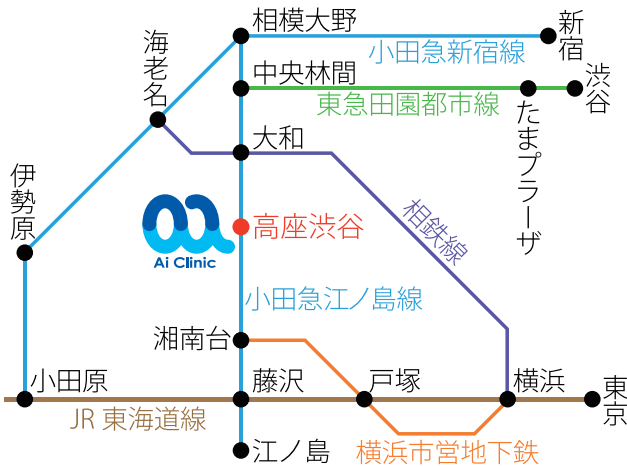 相模大野
新宿
海老名
小田急新宿線
中央林間
渋谷
東急田園都市線
たまプラーザ
大和
伊勢原
相鉄線
高座渋谷
Ai Clinic
小田急江ノ島線
湘南台
小田原
藤沢
戸塚
横浜
東京
JR 東海道線
江ノ島
横浜市営地下鉄